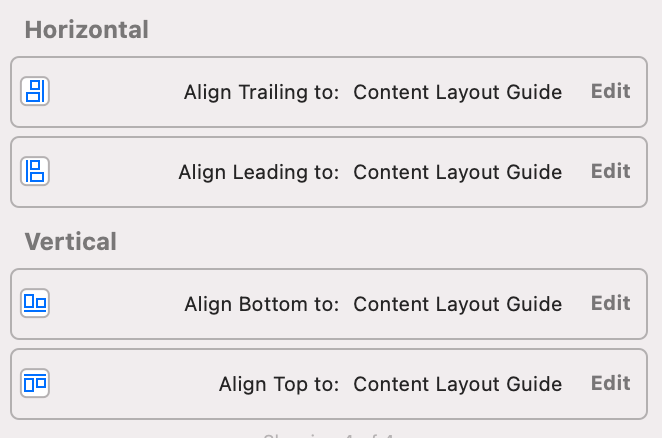 Horizontal
Align Trailing to: Content Layout Guide Edit
Align Leading to: Content Layout Guide Edit
Vertical
Align Bottom to: Content Layout Guide Edit
Align Top to: Content Layout Guide Edit